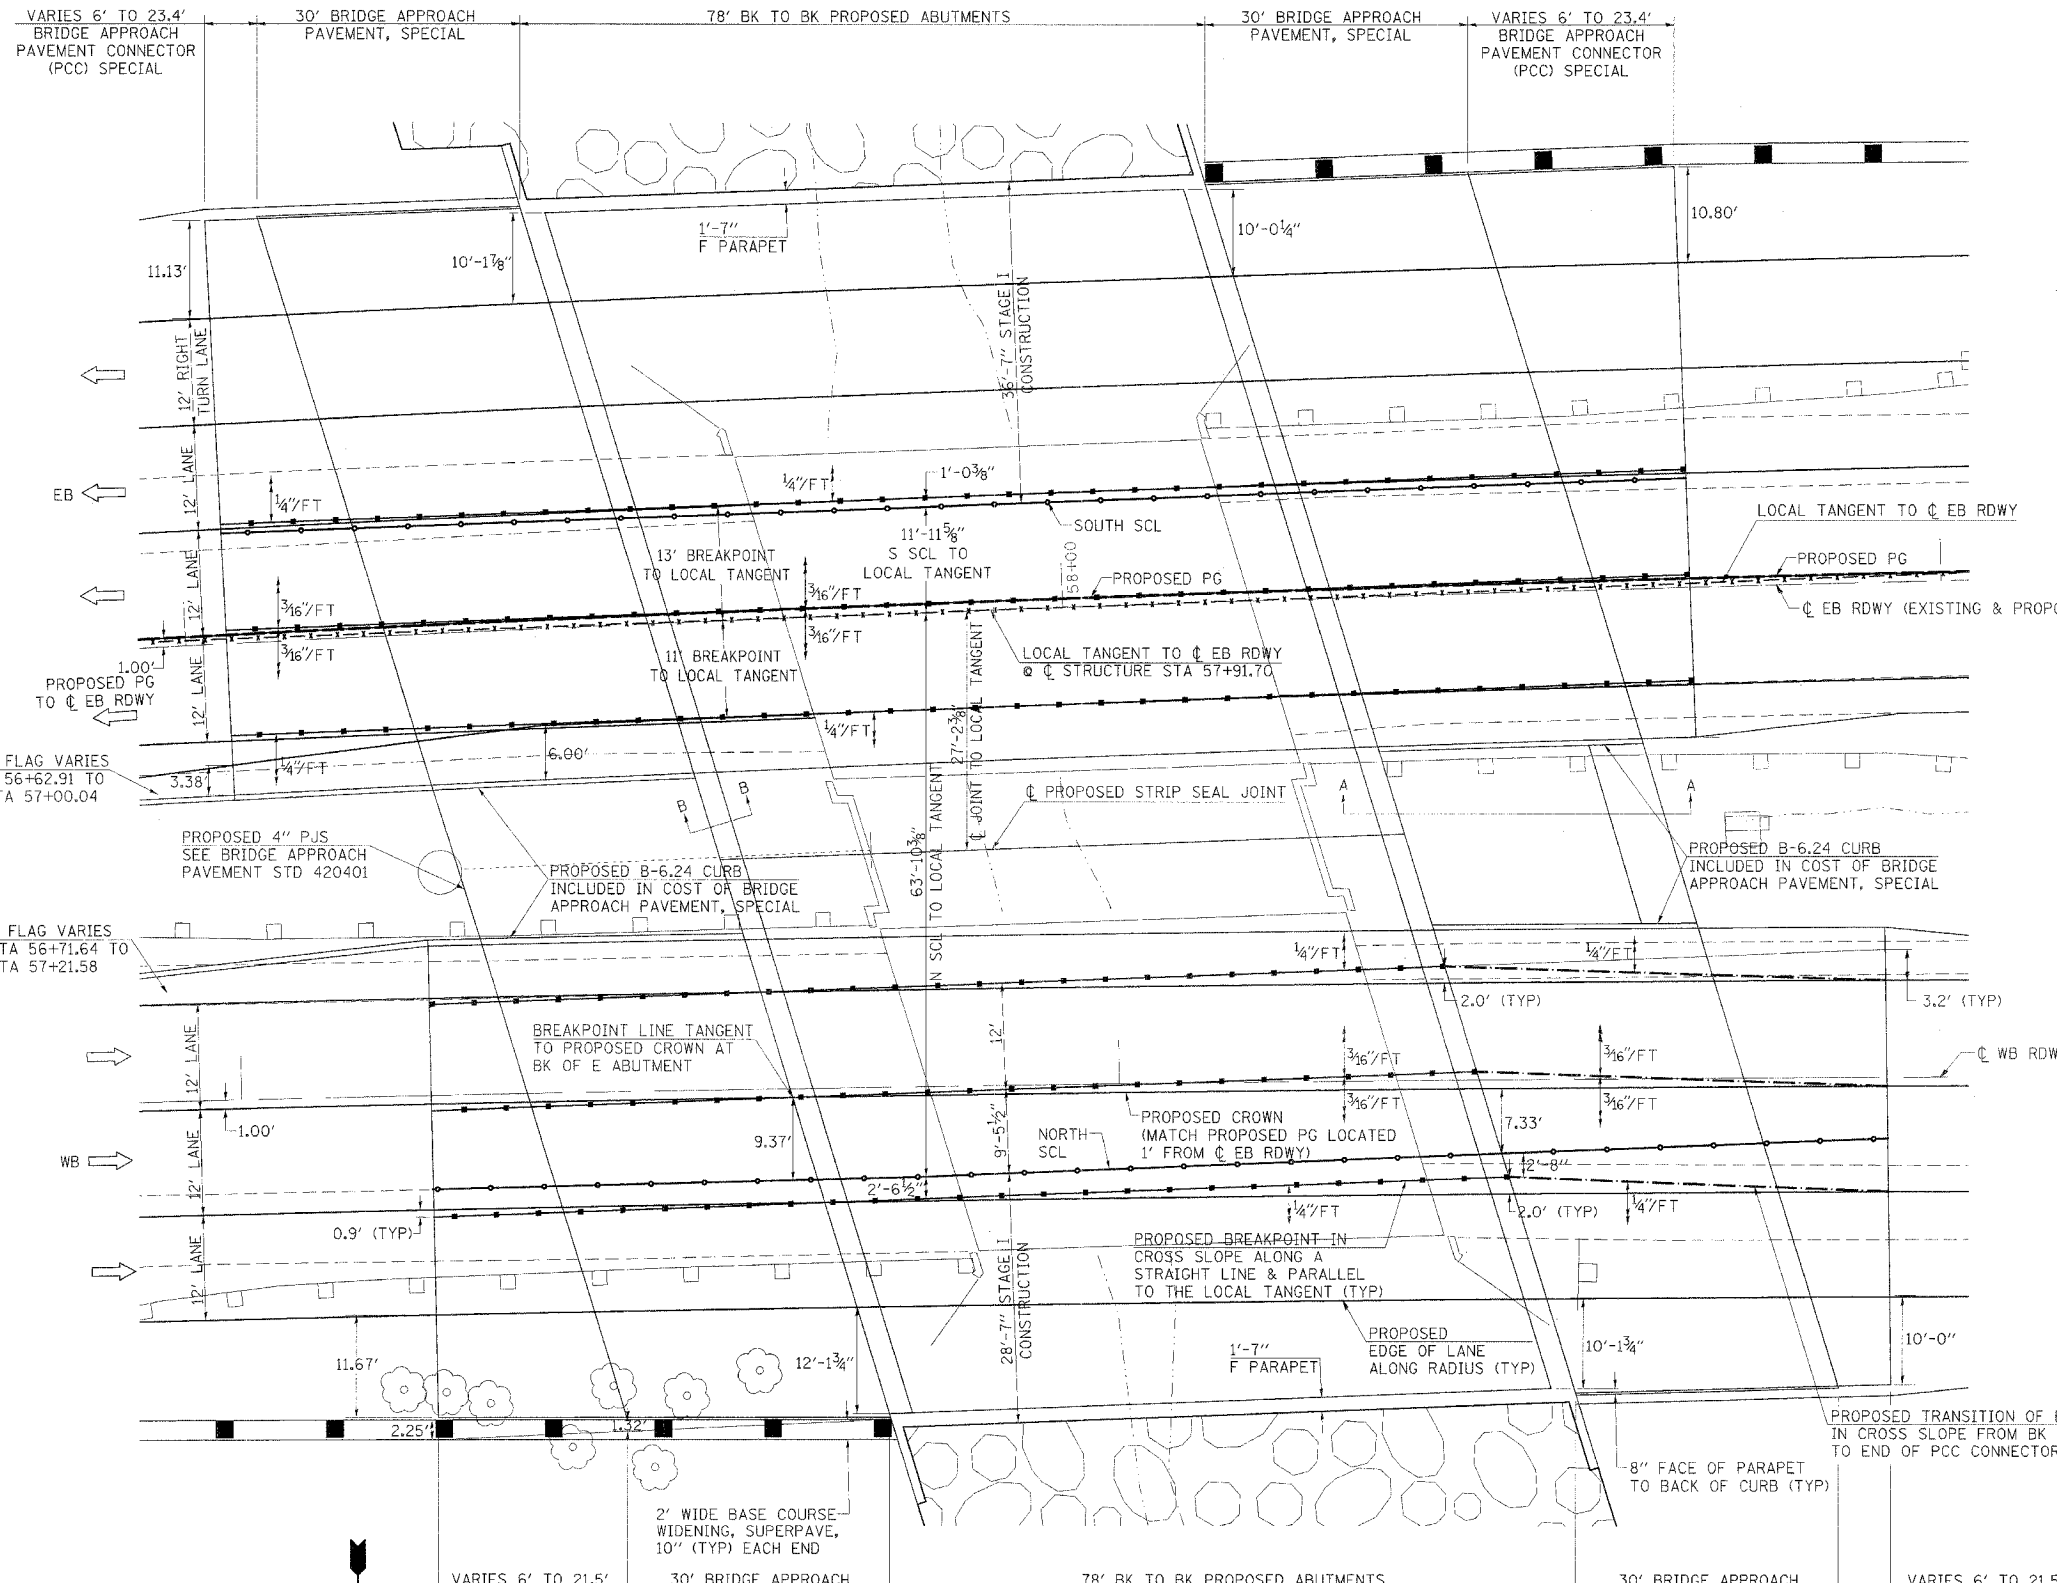 VARIES 6' TO 23.4'
BRIDGE APPROACH
PAVEMENT CONNECTOR
(PCC) SPECIAL
30' BRIDGE APPROACH
PAVEMENT, SPECIAL
78' BK TO BK PROPOSED ABUTMENTS
30' BRIDGE APPROACH
PAVEMENT, SPECIAL
VARIES 6' TO 23.4'
BRIDGE APPROACH
PAVEMENT CONNECTOR
(PCC) SPECIAL
11.13'
10'-1⅞"
1'-7"
F PARAPET
10'-0¼"
10.80'
36'-7" STAGE I
CONSTRUCTION
12' RIGHT
TURN LANE
12' LANE
EB
¼"/FT
¼"/FT
1'-0⅜"
SOUTH SCL
LOCAL TANGENT TO ℄ EB RDWY
13' BREAKPOINT
TO LOCAL TANGENT
11'-11⅝"
S SCL TO
LOCAL TANGENT
58+00
PROPOSED PG
PROPOSED PG
12' LANE
3⁄16"/FT
3⁄16"/FT
3⁄16"/FT
3⁄16"/FT
℄ EB RDWY (EXISTING & PROPO
1.00'
PROPOSED PG
TO ℄ EB RDWY
12' LANE
11' BREAKPOINT
TO LOCAL TANGENT
LOCAL TANGENT TO ℄ EB RDWY
@ ℄ STRUCTURE STA 57+91.70
27'-2⅜"
℄ JOINT TO LOCAL TANGENT
¼"/FT
FLAG VARIES
56+62.91 TO
TA 57+00.04
3.38'
¼"/FT
6.00'
B
B
℄ PROPOSED STRIP SEAL JOINT
A
A
63'-10⅜"
N SCL TO LOCAL TANGENT
PROPOSED 4" PJS
SEE BRIDGE APPROACH
PAVEMENT STD 420401
PROPOSED B-6.24 CURB
INCLUDED IN COST OF BRIDGE
APPROACH PAVEMENT, SPECIAL
PROPOSED B-6.24 CURB
INCLUDED IN COST OF BRIDGE
APPROACH PAVEMENT, SPECIAL
FLAG VARIES
TA 56+71.64 TO
TA 57+21.58
¼"/FT
¼"/FT
2.0' (TYP)
3.2' (TYP)
12' LANE
BREAKPOINT LINE TANGENT
TO PROPOSED CROWN AT
BK OF E ABUTMENT
12'
3⁄16"/FT
3⁄16"/FT
℄ WB RDW
1.00'
3⁄16"/FT
3⁄16"/FT
WB
12' LANE
9.37'
9'-5½"
NORTH
SCL
PROPOSED CROWN
(MATCH PROPOSED PG LOCATED
1' FROM ℄ EB RDWY)
7.33'
2'-8"
2'-6½"
0.9' (TYP)
¼"/FT
2.0' (TYP)
¼"/FT
12' LANE
PROPOSED BREAKPOINT IN
CROSS SLOPE ALONG A
STRAIGHT LINE & PARALLEL
TO THE LOCAL TANGENT (TYP)
28'-7" STAGE I
CONSTRUCTION
11.67'
12'-1¾"
1'-7"
F PARAPET
PROPOSED
EDGE OF LANE
ALONG RADIUS (TYP)
10'-1¾"
10'-0"
2.25'
1.32'
PROPOSED TRANSITION OF
IN CROSS SLOPE FROM BK
TO END OF PCC CONNECTOR
8" FACE OF PARAPET
TO BACK OF CURB (TYP)
2' WIDE BASE COURSE
WIDENING, SUPERPAVE,
10" (TYP) EACH END
VARIES 6' TO 21.5'
30' BRIDGE APPROACH
78' BK TO BK PROPOSED ABUTMENTS
30' BRIDGE APPROACH
VARIES 6' TO 21.5